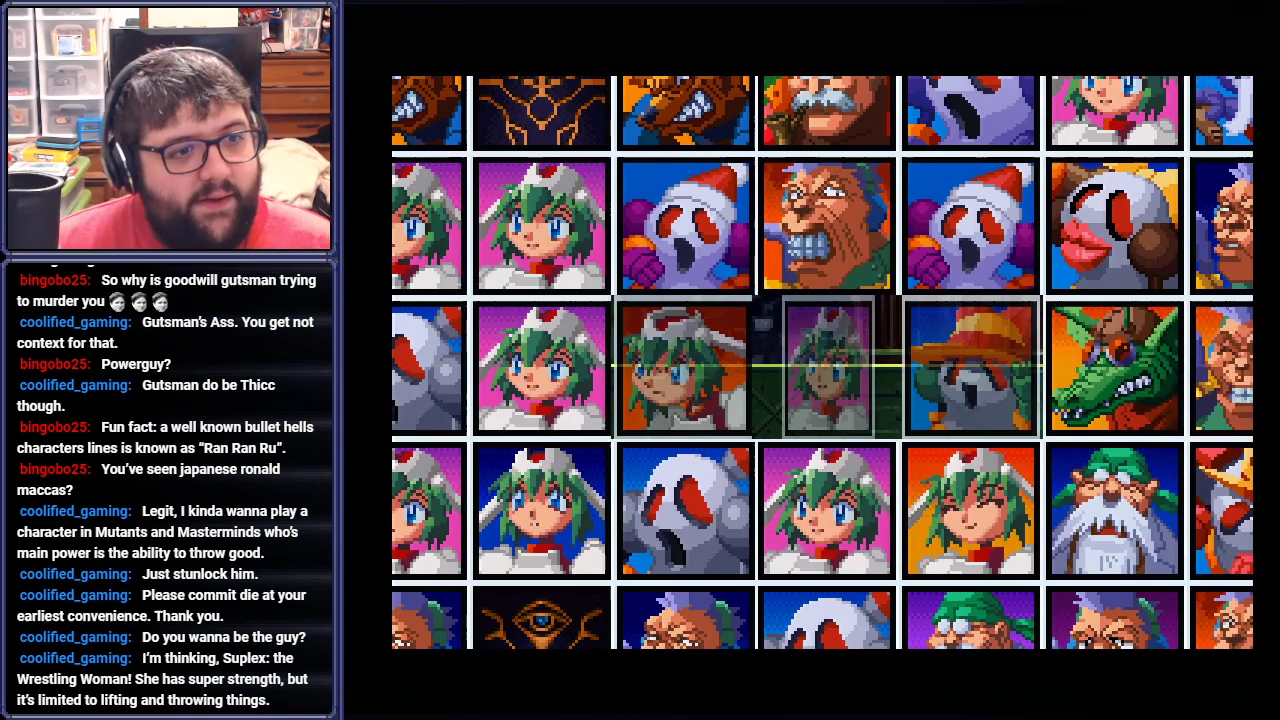 bingobo25: So why is goodwill gutsman trying
to murder you
coolified_gaming: Gutsman’s Ass. You get not
context for that.
bingobo25: Powerguy?
coolified_gaming: Gutsman do be Thicc
though.
bingobo25: Fun fact: a well known bullet hells
characters lines is known as “Ran Ran Ru”.
bingobo25: You’ve seen japanese ronald
maccas?
coolified_gaming: Legit, I kinda wanna play a
character in Mutants and Masterminds who’s
main power is the ability to throw good.
coolified_gaming: Just stunlock him.
coolified_gaming: Please commit die at your
earliest convenience. Thank you.
coolified_gaming: Do you wanna be the guy?
coolified_gaming: I’m thinking, Suplex: the
Wrestling Woman! She has super strength, but
it’s limited to lifting and throwing things.